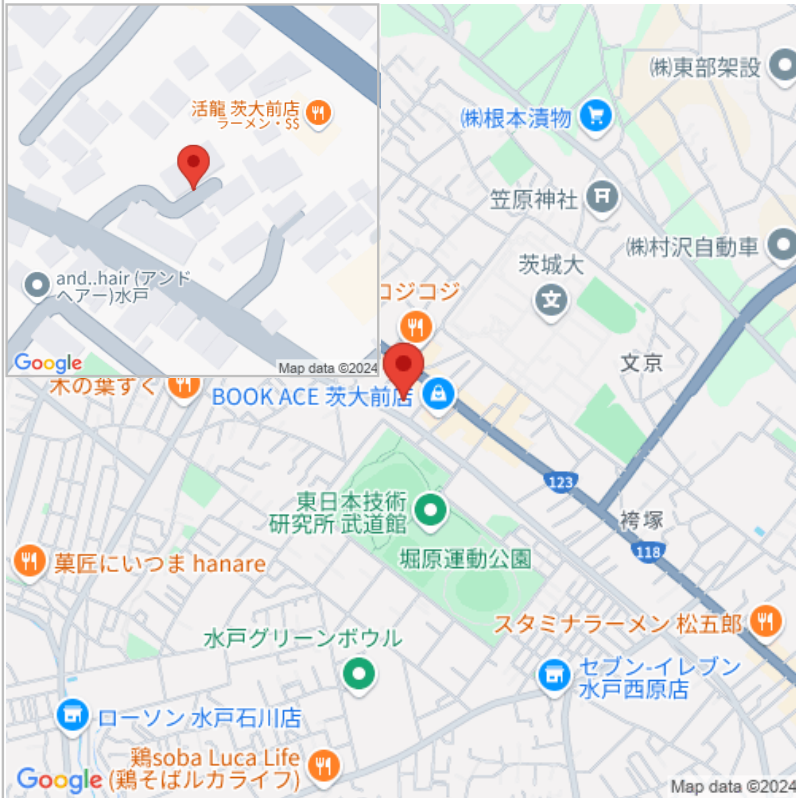 活龍 茨大前店
ラーメン・$$
and..hair (アンド
ヘアー)水戸
Google
Map data ©2024
(株)東部架設
(株)根本漬物
笠原神社
(株)村沢自動車
茨城大
コジコジ
文京
木の葉ずく
BOOK ACE 茨大前店
123
東日本技術
研究所 武道館
袴塚
118
堀原運動公園
菓匠にいつま hanare
スタミナラーメン 松五郎
水戸グリーンボウル
セブン-イレブン
水戸西原店
ローソン 水戸石川店
鶏soba Luca Life
(鶏そばルカライフ)
Google
Map data ©2024